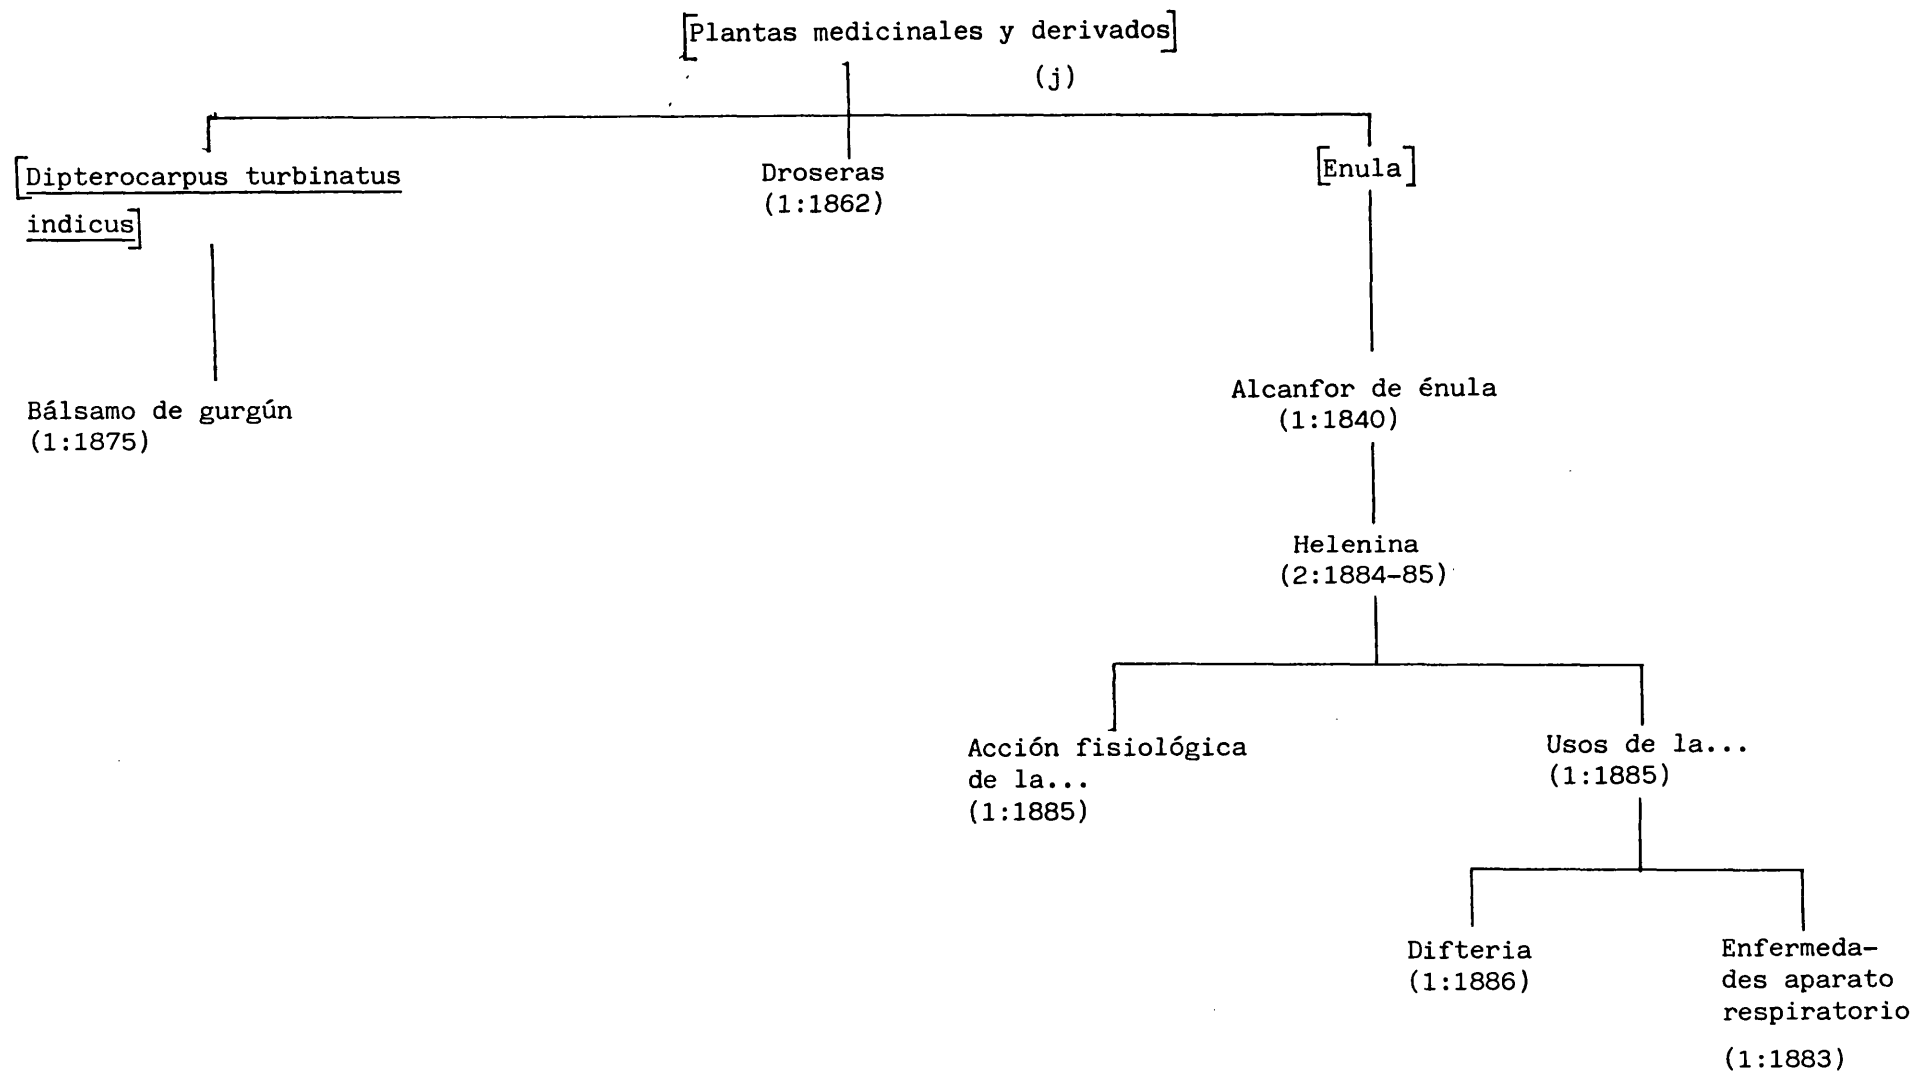 [Plantas medicinales y derivados]
(j)
[Dipterocarpus turbinatus
indicus]
Droseras
(1:1862)
[Enula]
Bálsamo de gurgún
(1:1875)
Alcanfor de énula
(1:1840)
Helenina
(2:1884-85)
Acción fisiológica
de la...
(1:1885)
Usos de la...
(1:1885)
Difteria
(1:1886)
Enfermeda-
des aparato
respiratorio
(1:1883)